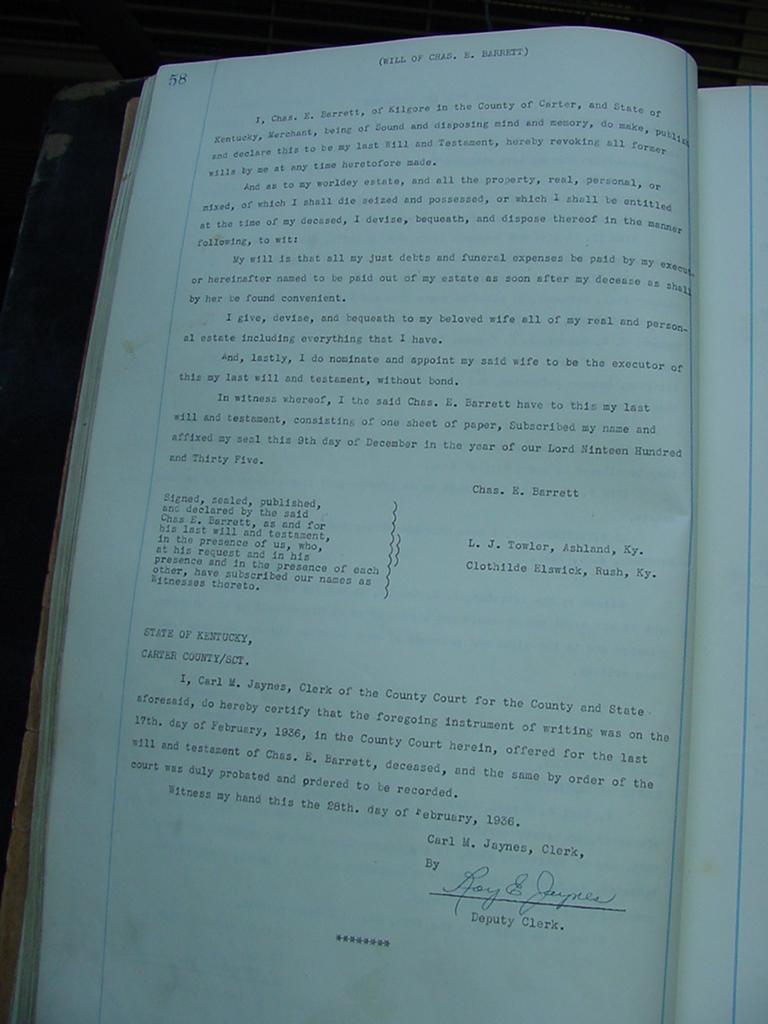 58
(WILL OF CHAS. E. BARRETT)
I, Chas. E. Barrett, of Kilgore in the County of Carter, and State of
Kentucky, Merchant, being of Sound and disposing mind and memory, do make, publish
and declare this to be my last Will and Testament, hereby revoking all former
wills by me at any time heretofore made.
And as to my worldey estate, and all the property, real, personal, or
mixed, of which I shall die seized and possessed, or which I shall be entitled
at the time of my deceased, I devise, bequeath, and dispose thereof in the manner
following, to wit:
My will is that all my just debts and funeral expenses be paid by my execut-
or hereinafter named to be paid out of my estate as soon after my decease as shall
by her be found convenient.
I give, devise, and bequeath to my beloved wife all of my real and person-
al estate including everything that I have.
And, lastly, I do nominate and appoint my said wife to be the executor of
this my last will and testament, without bond.
In witness whereof, I the said Chas. E. Barrett have to this my last
will and testament, consisting of one sheet of paper, Subscribed my name and
affixed my seal this 9th day of December in the year of our Lord Ninteen Hundred
and Thirty Five.
Chas. E. Barrett
Signed, sealed, published,
and declared by the said
Chas E. Barrett, as and for
his last will and testament,
in the presence of us, who,
at his request and in his
presence and in the presence of each
other, have subscribed our names as
Witnesses thereto.
L. J. Towler, Ashland, Ky.
Clothilde Elswick, Rush, Ky.
STATE OF KENTUCKY,
CARTER COUNTY/SCT.
I, Carl M. Jaynes, Clerk of the County Court for the County and State
aforesaid, do hereby certify that the foregoing instrument of writing was on the
17th. day of February, 1936, in the County Court herein, offered for the last
will and testament of Chas. E. Barrett, deceased, and the same by order of the
court was duly probated and prdered to be recorded.
Witness my hand this the 28th. day of February, 1936.
Carl M. Jaynes, Clerk,
By
Roy E Jaynes
Deputy Clerk.
********